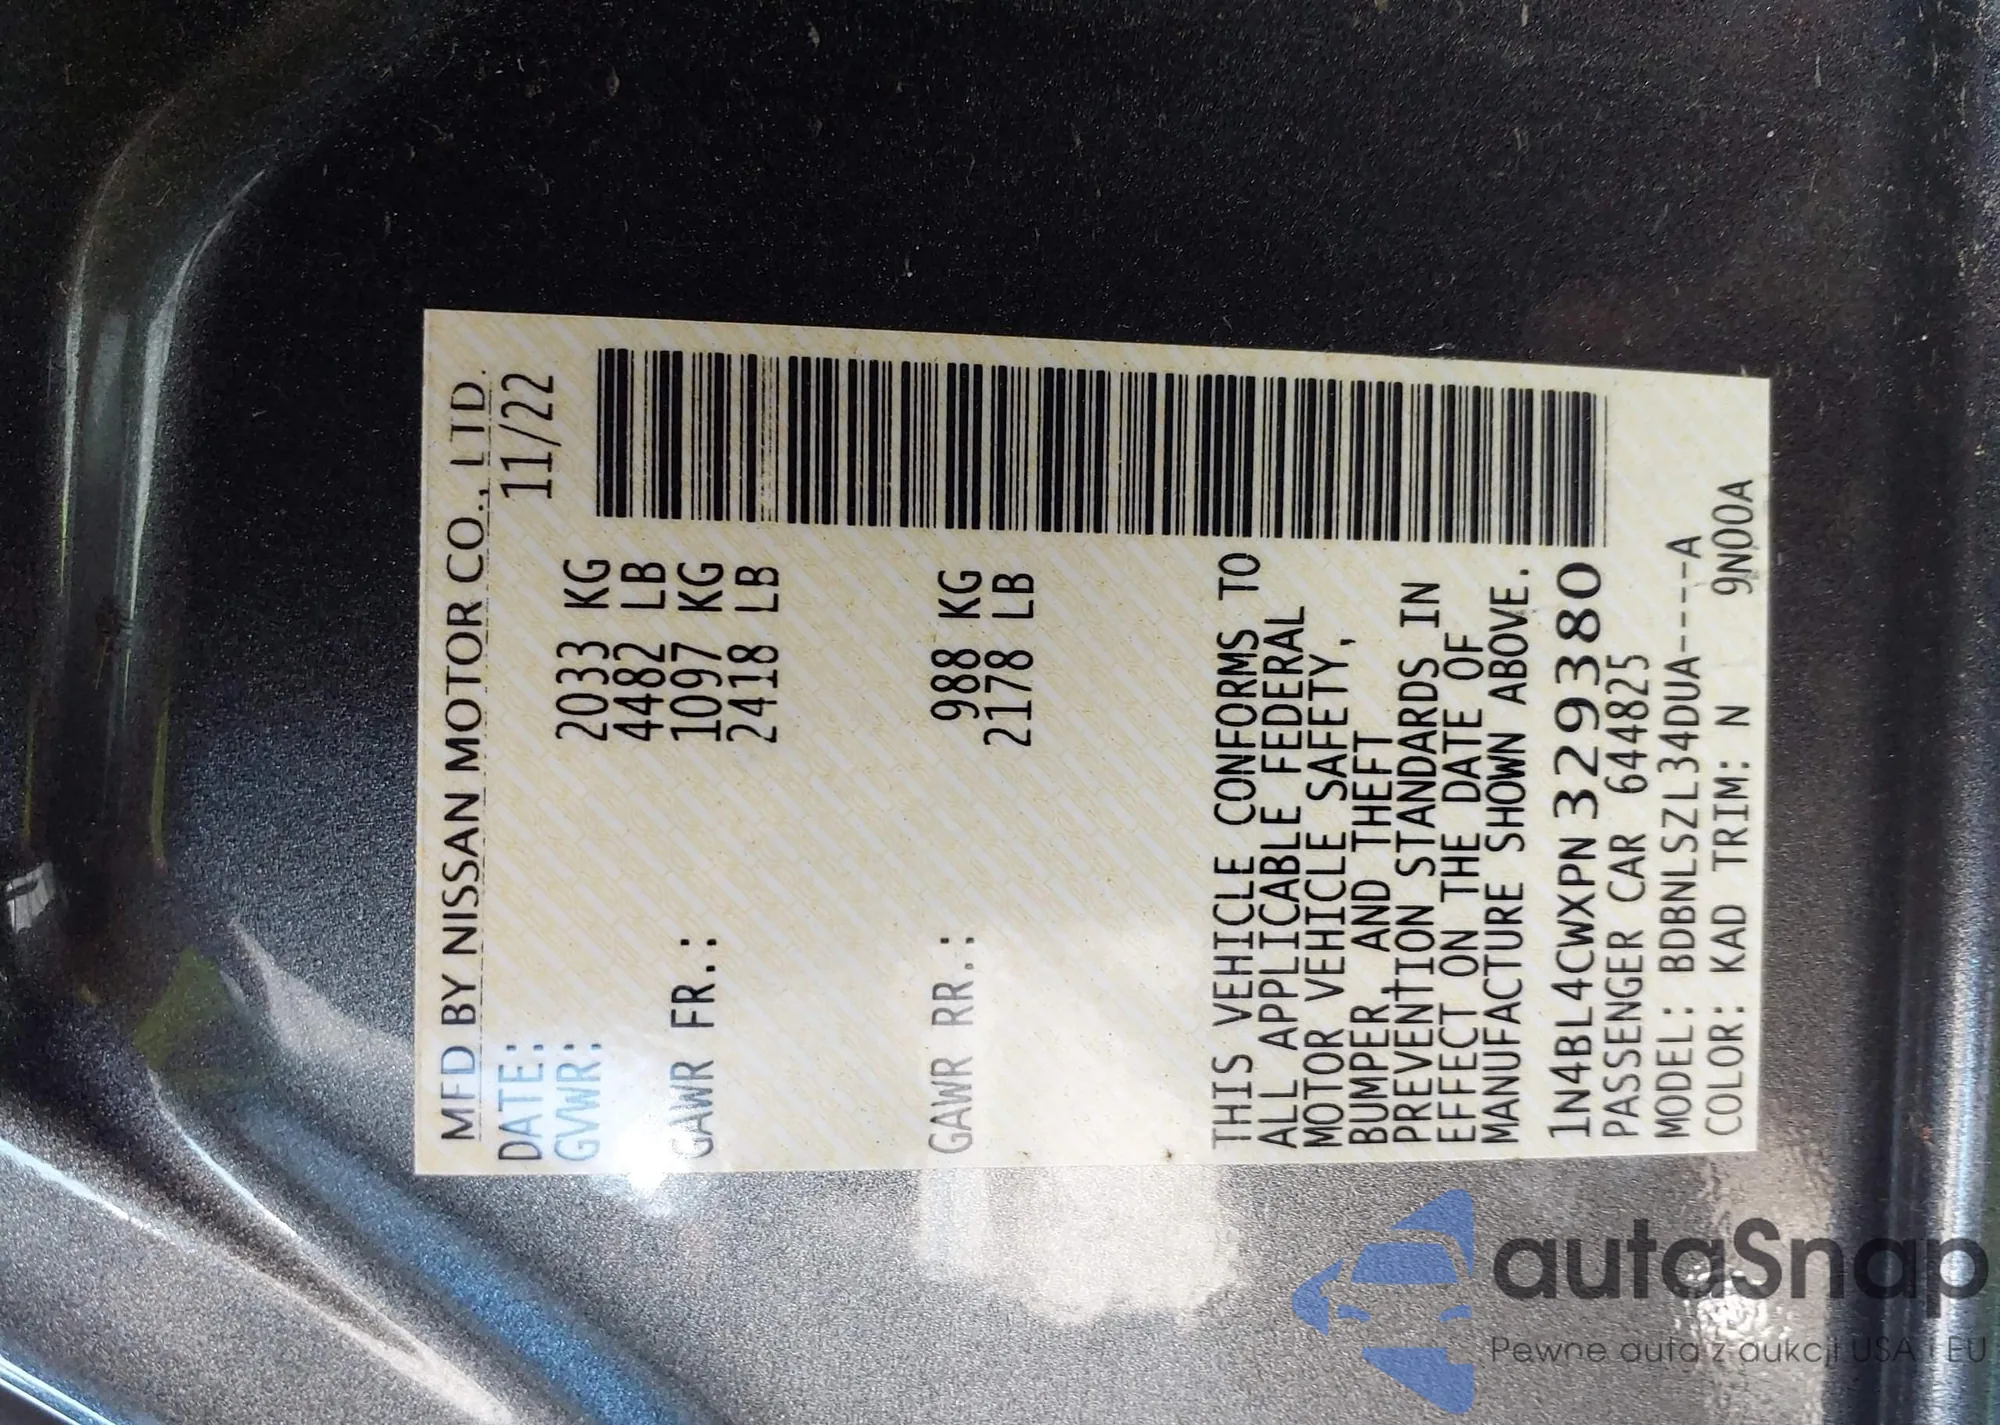 MFD BY NISSAN MOTOR CO., LTD.
DATE: 11/22
GVWR: 2033 KG
4482 LB
GAWR FR.: 1097 KG
2418 LB
GAWR RR.: 988 KG
2178 LB
THIS VEHICLE CONFORMS TO
ALL APPLICABLE FEDERAL
MOTOR VEHICLE SAFETY,
BUMPER, AND THEFT
PREVENTION STANDARDS IN
EFFECT ON THE DATE OF
MANUFACTURE SHOWN ABOVE.
1N4BL4CWXPN329380
PASSENGER CAR 644825
MODEL: BDBNLSZL34DUA----A
COLOR: KAD TRIM: N 9N00A
autaSnap
Pewne auta z aukcji USA i EU